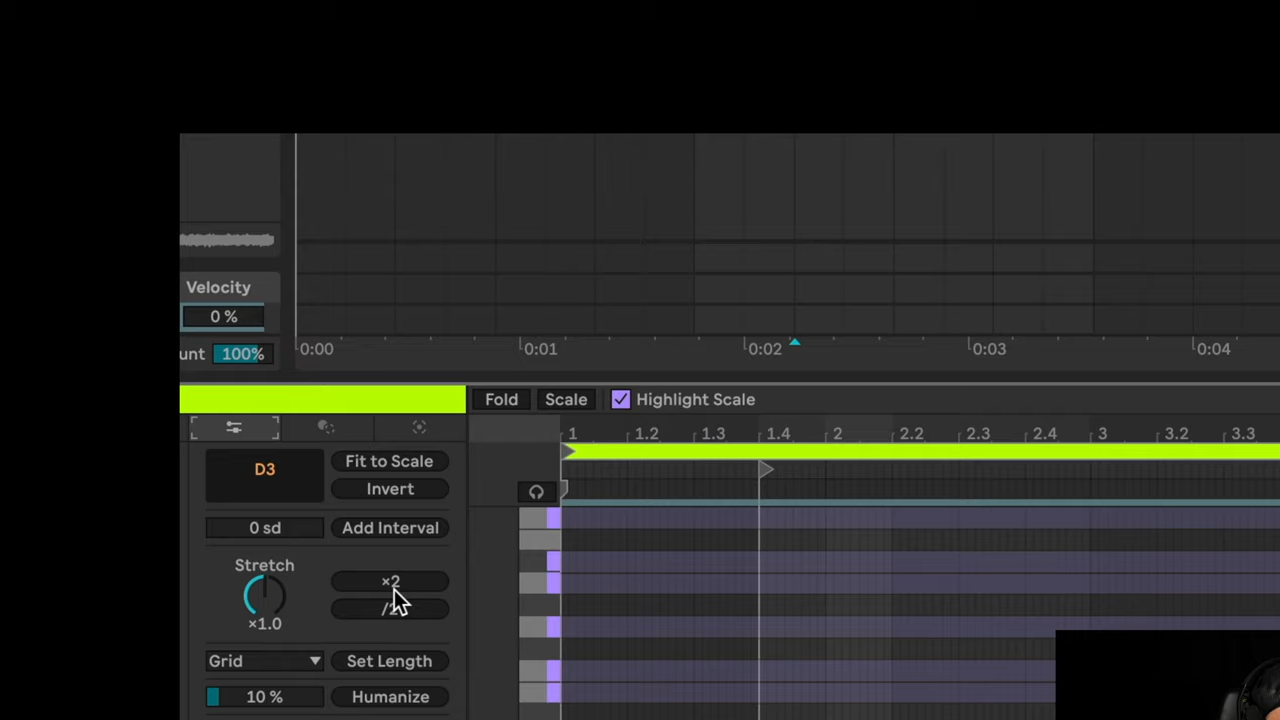 Velocity
0 %
unt 100%
0:00 0:01 0:02 0:03 0:04
Fold Scale Highlight Scale
1 1.2 1.3 1.4 2 2.2 2.3 2.4 3 3.2 3.3
D3 Fit to Scale
Invert
0 sd Add Interval
Stretch
×2
×1.0
Grid Set Length
10 % Humanize